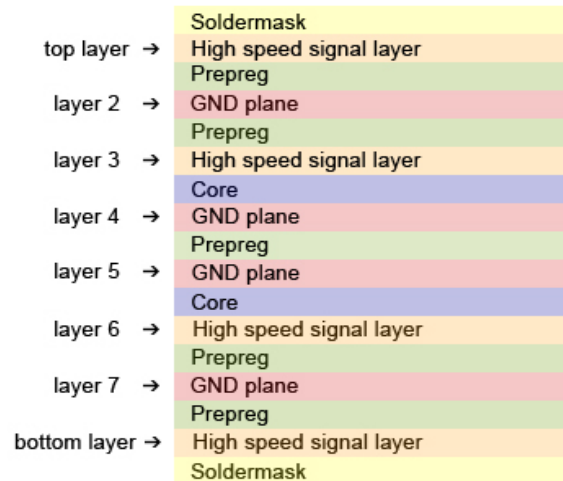 Soldermask
top layer → High speed signal layer
Prepreg
layer 2 → GND plane
Prepreg
layer 3 → High speed signal layer
Core
layer 4 → GND plane
Prepreg
layer 5 → GND plane
Core
layer 6 → High speed signal layer
Prepreg
layer 7 → GND plane
Prepreg
bottom layer → High speed signal layer
Soldermask